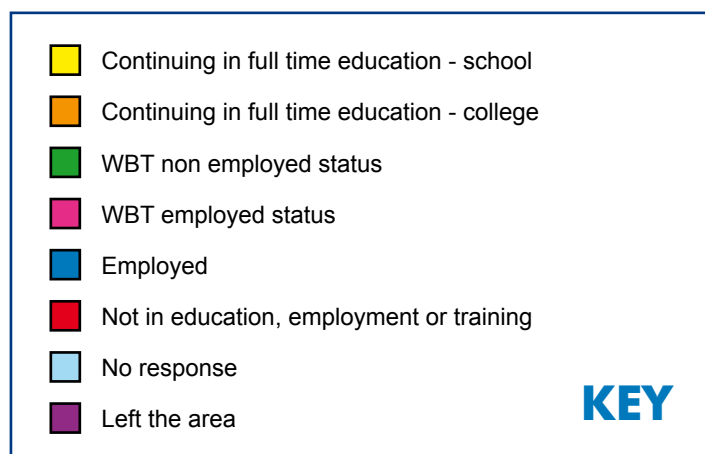 Continuing in full time education - school
Continuing in full time education - college
WBT non employed status
WBT employed status
Employed
Not in education, employment or training
No response
Left the area
KEY